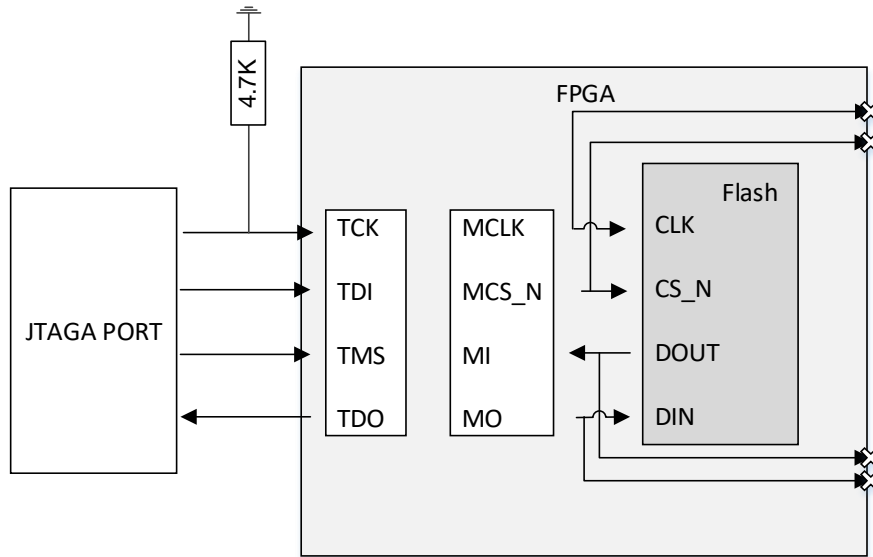 4.7K
FPGA
Flash
JTAGA PORT
TCK
TDI
TMS
TDO
MCLK
MCS_N
MI
MO
CLK
CS_N
DOUT
DIN